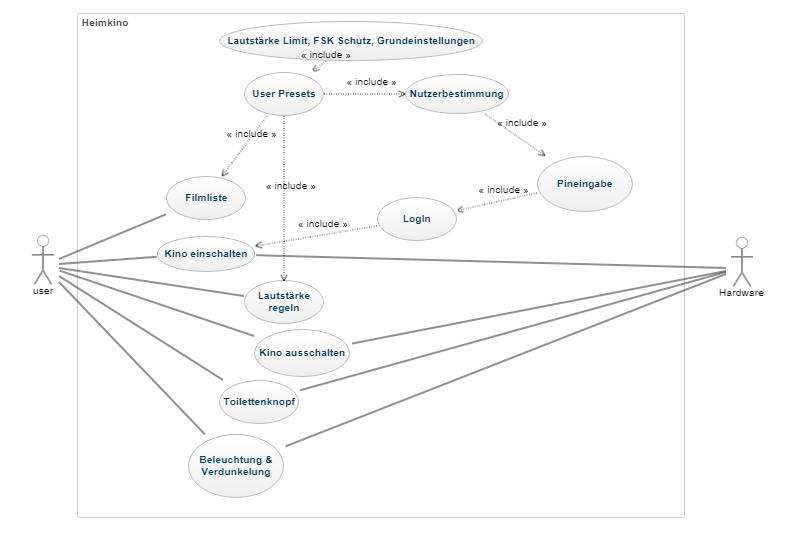 Heimkino
Lautstärke Limit, FSK Schutz, Grundeinstellungen
« include »
« include »
User Presets
Nutzerbestimmung
« include »
« include »
Pineingabe
« include »
« include »
Filmliste
LogIn
« include »
Kino einschalten
user
Hardware
Lautstärke
regeln
Kino ausschalten
Toilettenknopf
Beleuchtung &
Verdunkelung